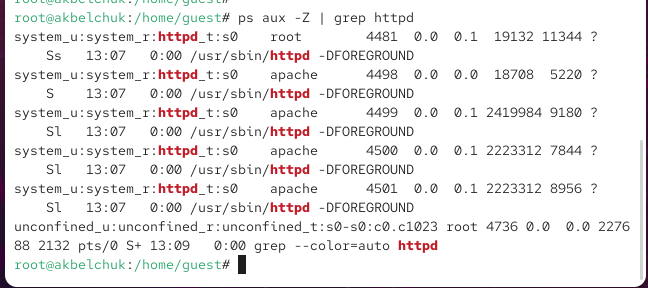 root@akbelchuk:/home/guest#
root@akbelchuk:/home/guest# ps aux -Z | grep httpd
system_u:system_r:httpd_t:s0    root        4481  0.0  0.1  19132 11344 ?
    Ss   13:07   0:00 /usr/sbin/httpd -DFOREGROUND
system_u:system_r:httpd_t:s0    apache      4498  0.0  0.0  18708  5220 ?
    S    13:07   0:00 /usr/sbin/httpd -DFOREGROUND
system_u:system_r:httpd_t:s0    apache      4499  0.0  0.1 2419984 9180 ?
    Sl   13:07   0:00 /usr/sbin/httpd -DFOREGROUND
system_u:system_r:httpd_t:s0    apache      4500  0.0  0.1 2223312 7844 ?
    Sl   13:07   0:00 /usr/sbin/httpd -DFOREGROUND
system_u:system_r:httpd_t:s0    apache      4501  0.0  0.1 2223312 8956 ?
    Sl   13:07   0:00 /usr/sbin/httpd -DFOREGROUND
unconfined_u:unconfined_r:unconfined_t:s0-s0:c0.c1023 root 4736 0.0  0.0 2276
88 2132 pts/0 S+ 13:09   0:00 grep --color=auto httpd
root@akbelchuk:/home/guest#